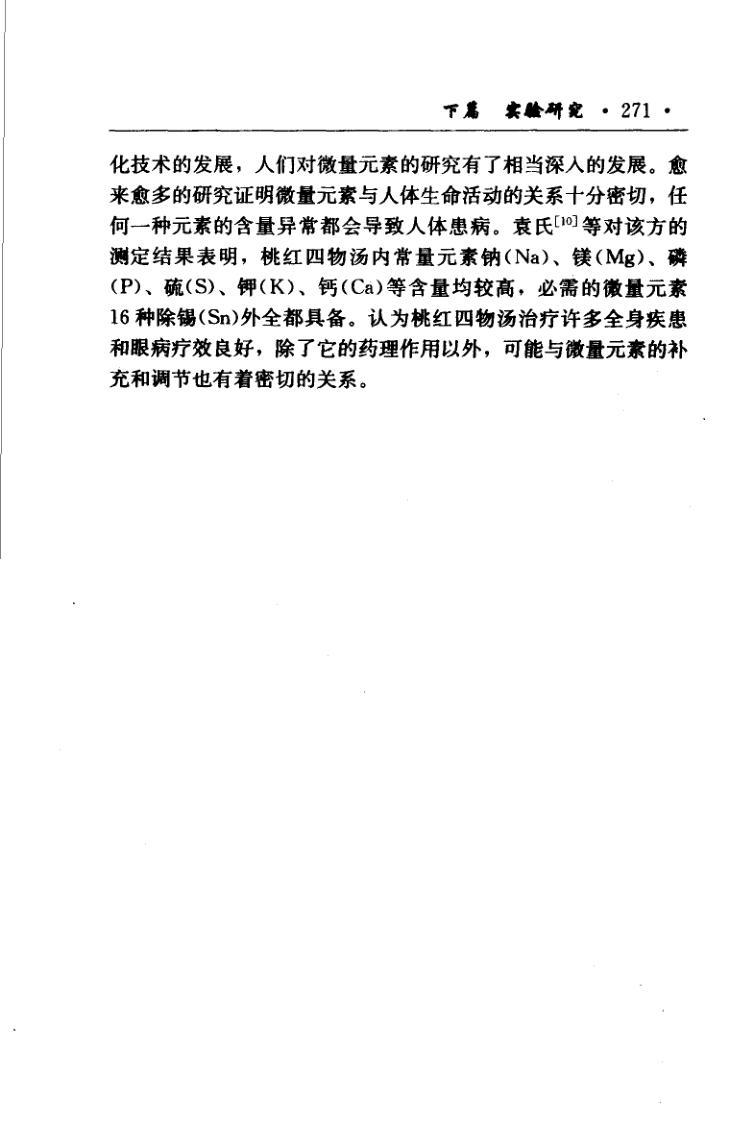 下篇 实验研究 · 271 ·
化技术的发展，人们对微量元素的研究有了相当深入的发展。愈
来愈多的研究证明微量元素与人体生命活动的关系十分密切，任
何一种元素的含量异常都会导致人体患病。袁氏[10]等对该方的
测定结果表明，桃红四物汤内常量元素钠(Na)、镁(Mg)、磷
(P)、硫(S)、钾(K)、钙(Ca)等含量均较高，必需的微量元素
16种除锡(Sn)外全都具备。认为桃红四物汤治疗许多全身疾患
和眼病疗效良好，除了它的药理作用以外，可能与微量元素的补
充和调节也有着密切的关系。